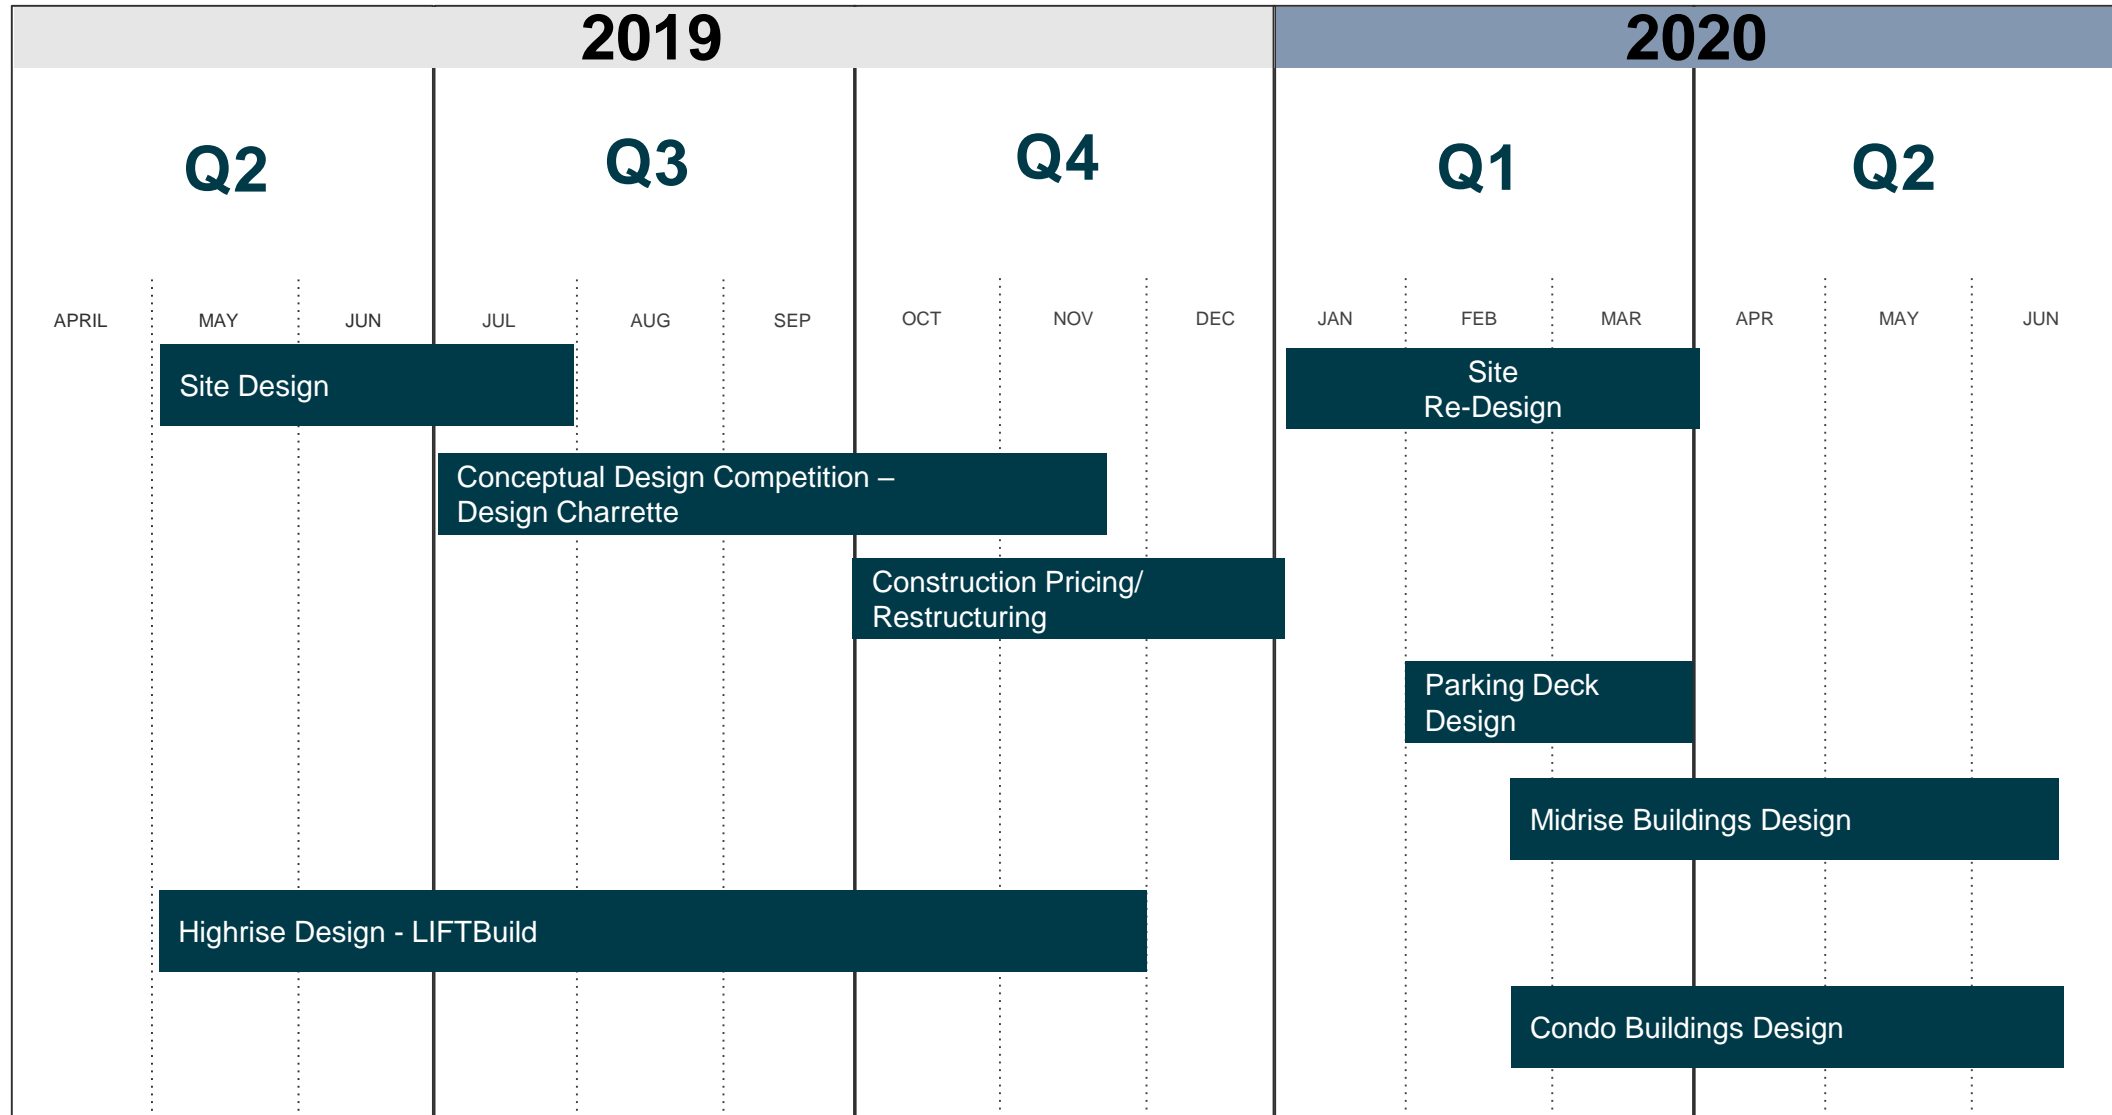 2019
2020
Q2
Q3
Q4
Q1
Q2
APRIL
MAY
JUN
JUL
AUG
SEP
OCT
NOV
DEC
JAN
FEB
MAR
APR
MAY
JUN
Site Design
Site
Re-Design
Conceptual Design Competition –
Design Charrette
Construction Pricing/
Restructuring
Parking Deck
Design
Midrise Buildings Design
Highrise Design - LIFTBuild
Condo Buildings Design